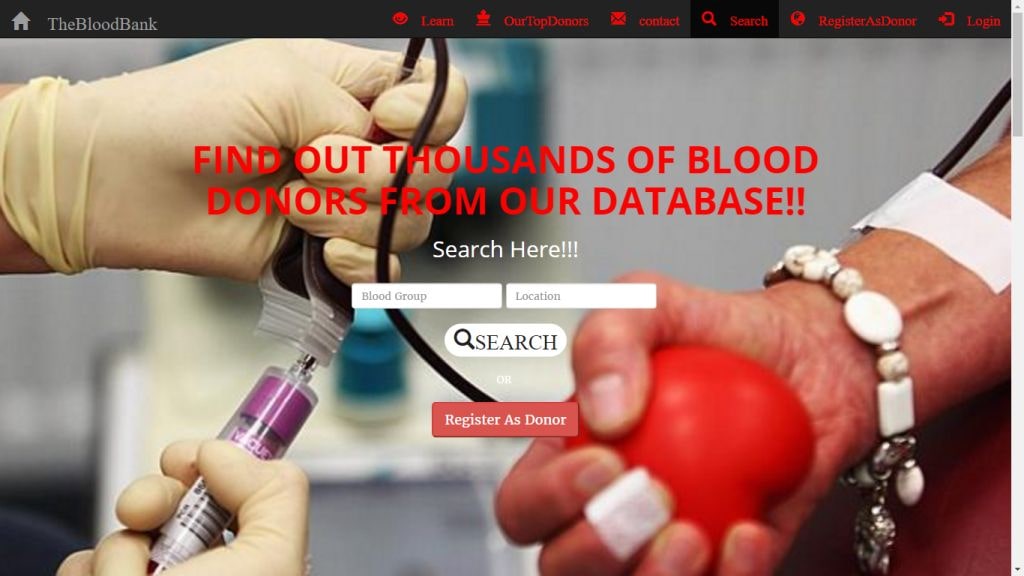 TheBloodBank Learn OurTopDonors contact Search RegisterAsDonor Login
FIND OUT THOUSANDS OF BLOOD
DONORS FROM OUR DATABASE!!
Search Here!!!
Blood Group Location
SEARCH
OR
Register As Donor